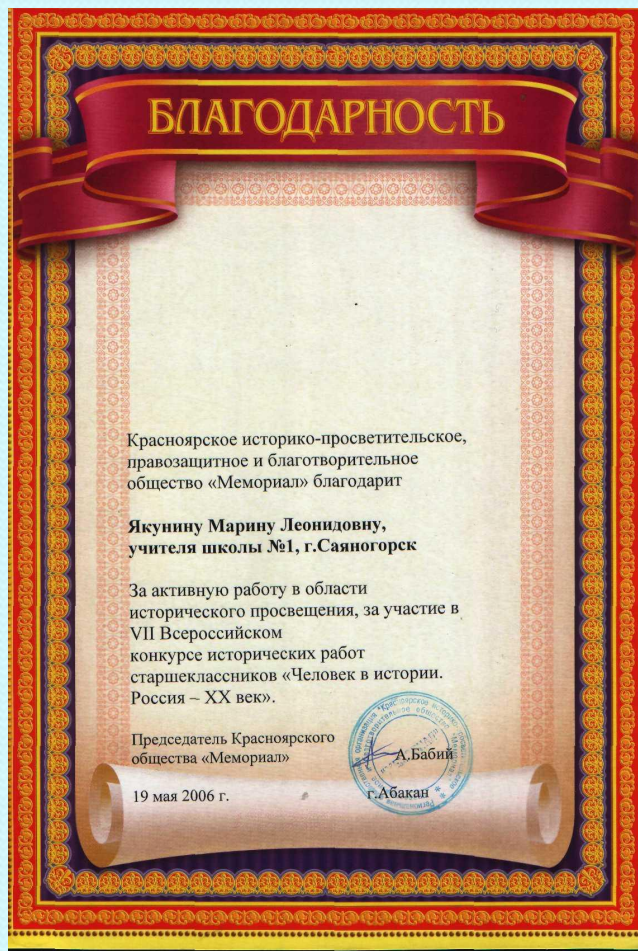 БЛАГОДАРНОСТЬ
Красноярское историко-просветительское,
правозащитное и благотворительное
общество «Мемориал» благодарит
Якунину Марину Леонидовну,
учителя школы №1, г.Саяногорск
За активную работу в области
исторического просвещения, за участие в
VII Всероссийском
конкурсе исторических работ
старшеклассников «Человек в истории.
Россия – ХХ век».
Председатель Красноярского
общества «Мемориал»
А.Бабий
19 мая 2006 г.
г.Абакан